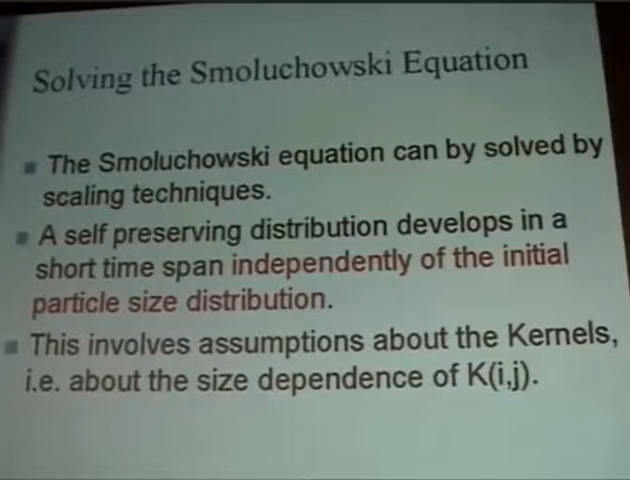 Solving the Smoluchowski Equation
The Smoluchowski equation can by solved by
scaling techniques.
A self preserving distribution develops in a
short time span independently of the initial
particle size distribution.
This involves assumptions about the Kernels,
i.e. about the size dependence of K(i,j).